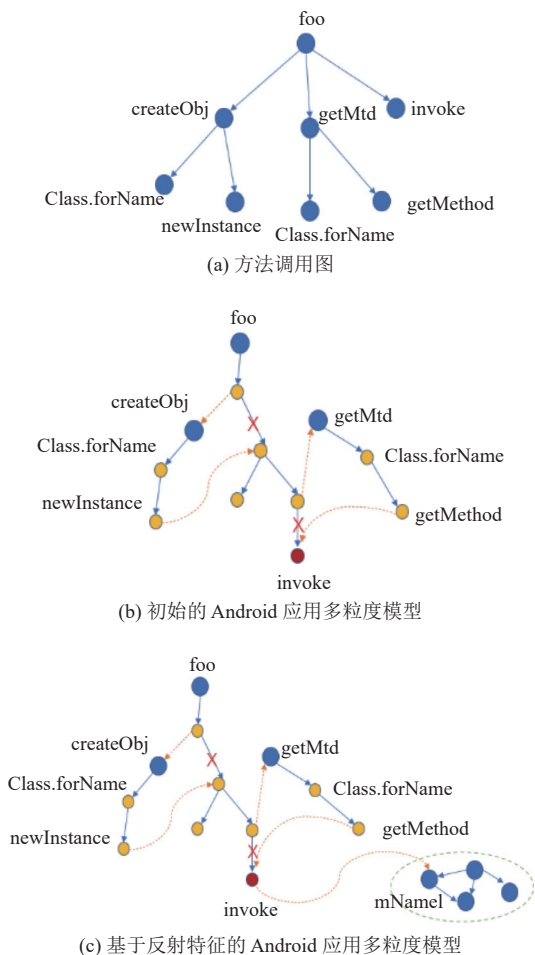 foo
createObj
getMtd
invoke
Class.forName
newInstance
Class.forName
getMethod
(a) 方法调用图
foo
createObj
getMtd
Class.forName
Class.forName
newInstance
getMethod
invoke
(b) 初始的 Android 应用多粒度模型
foo
createObj
getMtd
Class.forName
Class.forName
newInstance
getMethod
invoke
mNamel
(c) 基于反射特征的 Android 应用多粒度模型